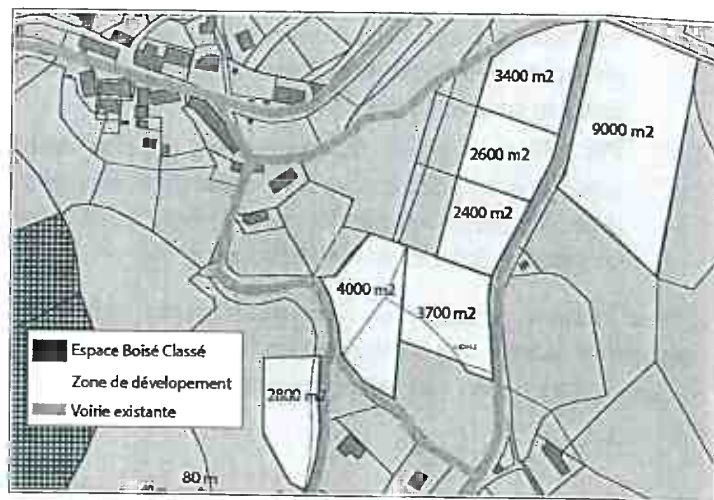 3400 m2
9000 m2
2600 m2
2400 m2
4000 m2
3700 m2
2800 m2
Espace Boisé Classé
Zone de dévelopement
Voirie existante
80 m
40 m